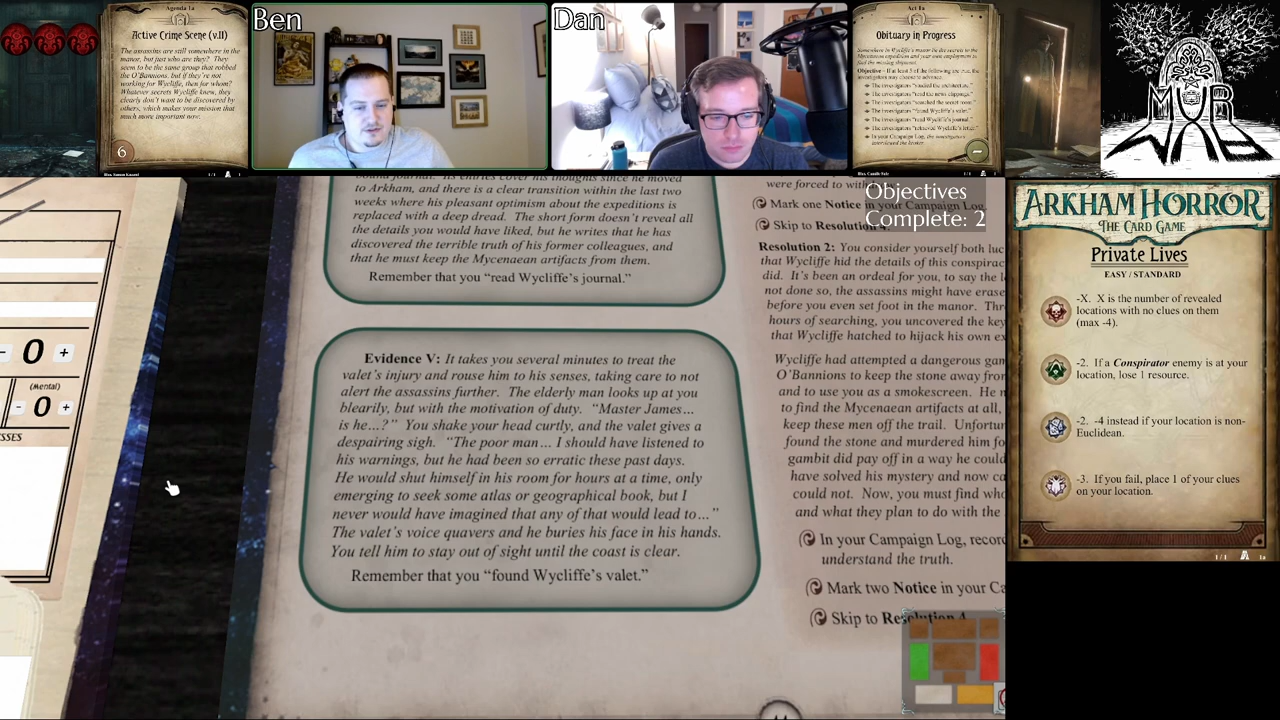 Agenda 1a
Active Crime Scene (v.II)
The assassins are still somewhere in the
manor, but just who are they? They
seem to be the same group that robbed
the O'Bannons, but if they're not
working for Wycliffe, then for whom?
Whatever secrets Wycliffe knew, they
clearly don't want to be discovered by
others, which makes your mission that
much more important now.
6
Ben
Dan
Act 1a
Obituary in Progress
Objectives
Complete: 2
ARKHAM HORROR
THE CARD GAME
Private Lives
EASY / STANDARD
-X. X is the number of revealed
locations with no clues on them
(max -4).
-2. If a Conspirator enemy is at your
location, lose 1 resource.
-2. -4 instead if your location is non-
Euclidean.
-3. If you fail, place 1 of your clues
on your location.
- 0 +
(Mental)
- 0 +
SSES
bound journal. Its entries cover his thoughts since he moved
to Arkham, and there is a clear transition within the last two
weeks where his pleasant optimism about the expeditions is
replaced with a deep dread. The short form doesn't reveal all
the details you would have liked, but he writes that he has
discovered the terrible truth of his former colleagues, and
that he must keep the Mycenaean artifacts from them.
Remember that you "read Wycliffe's journal."
Evidence V: It takes you several minutes to treat the
valet's injury and rouse him to his senses, taking care to not
alert the assassins further. The elderly man looks up at you
blearily, but with the motivation of duty. "Master James…
is he…?" You shake your head curtly, and the valet gives a
despairing sigh. "The poor man… I should have listened to
his warnings, but he had been so erratic these past days.
He would shut himself in his room for hours at a time, only
emerging to seek some atlas or geographical book, but I
never would have imagined that any of that would lead to…"
The valet's voice quavers and he buries his face in his hands.
You tell him to stay out of sight until the coast is clear.
Remember that you "found Wycliffe's valet."
were forced to with
Mark one Notice in your Campaign Log.
Skip to Resolution 4.
Resolution 2: You consider yourself both luc
that Wycliffe hid the details of this conspirac
did. It's been an ordeal for you, to say the l
not done so, the assassins might have erase
before you even set foot in the manor. Thr
hours of searching, you uncovered the key
that Wycliffe hatched to hijack his own ex
Wycliffe had attempted a dangerous gam
O'Bannons to keep the stone away from
and to use you as a smokescreen. He n
to find the Mycenaean artifacts at all,
keep these men off the trail. Unfortun
found the stone and murdered him fo
gambit did pay off in a way he could
have solved his mystery and now ca
could not. Now, you must find who
and what they plan to do with the
In your Campaign Log, record
understand the truth.
Mark two Notice in your Ca
Skip to Resolution 4